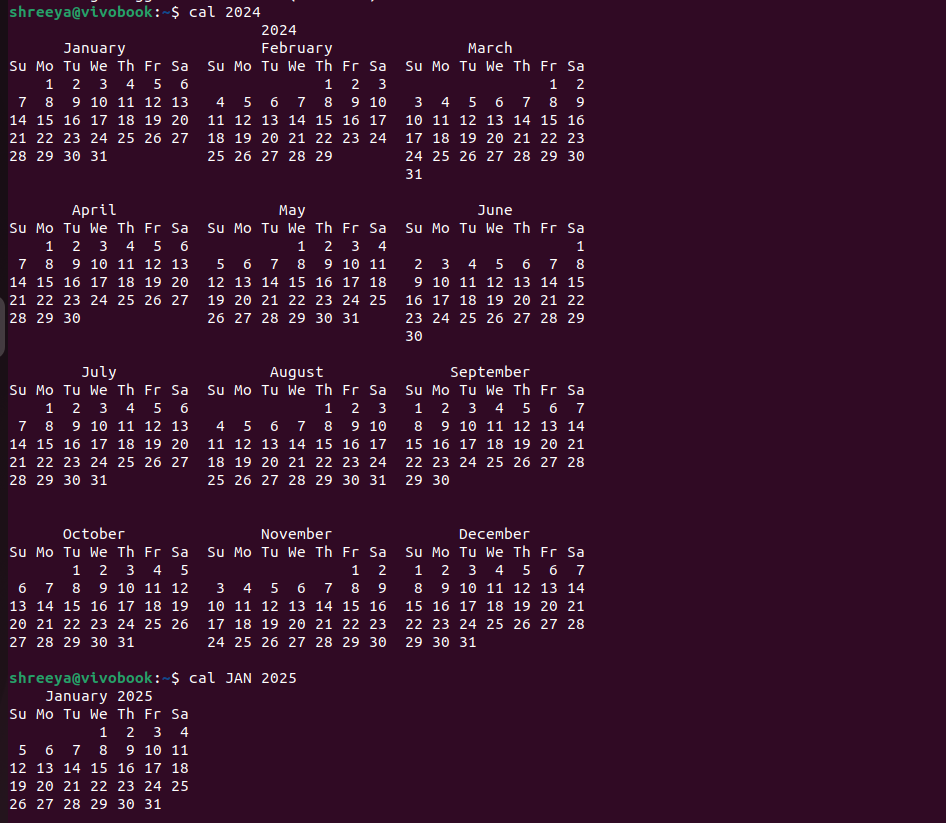 shreeya@vivobook:~$ cal 2024
                            2024
      January               February               March
Su Mo Tu We Th Fr Sa  Su Mo Tu We Th Fr Sa  Su Mo Tu We Th Fr Sa
    1  2  3  4  5  6               1  2  3                  1  2
 7  8  9 10 11 12 13   4  5  6  7  8  9 10   3  4  5  6  7  8  9
14 15 16 17 18 19 20  11 12 13 14 15 16 17  10 11 12 13 14 15 16
21 22 23 24 25 26 27  18 19 20 21 22 23 24  17 18 19 20 21 22 23
28 29 30 31           25 26 27 28 29        24 25 26 27 28 29 30
                                            31
       April                  May                   June
Su Mo Tu We Th Fr Sa  Su Mo Tu We Th Fr Sa  Su Mo Tu We Th Fr Sa
    1  2  3  4  5  6            1  2  3  4                     1
 7  8  9 10 11 12 13   5  6  7  8  9 10 11   2  3  4  5  6  7  8
14 15 16 17 18 19 20  12 13 14 15 16 17 18   9 10 11 12 13 14 15
21 22 23 24 25 26 27  19 20 21 22 23 24 25  16 17 18 19 20 21 22
28 29 30              26 27 28 29 30 31     23 24 25 26 27 28 29
                                            30
        July                 August              September
Su Mo Tu We Th Fr Sa  Su Mo Tu We Th Fr Sa  Su Mo Tu We Th Fr Sa
    1  2  3  4  5  6               1  2  3   1  2  3  4  5  6  7
 7  8  9 10 11 12 13   4  5  6  7  8  9 10   8  9 10 11 12 13 14
14 15 16 17 18 19 20  11 12 13 14 15 16 17  15 16 17 18 19 20 21
21 22 23 24 25 26 27  18 19 20 21 22 23 24  22 23 24 25 26 27 28
28 29 30 31           25 26 27 28 29 30 31  29 30
      October               November              December
Su Mo Tu We Th Fr Sa  Su Mo Tu We Th Fr Sa  Su Mo Tu We Th Fr Sa
       1  2  3  4  5                  1  2   1  2  3  4  5  6  7
 6  7  8  9 10 11 12   3  4  5  6  7  8  9   8  9 10 11 12 13 14
13 14 15 16 17 18 19  10 11 12 13 14 15 16  15 16 17 18 19 20 21
20 21 22 23 24 25 26  17 18 19 20 21 22 23  22 23 24 25 26 27 28
27 28 29 30 31        24 25 26 27 28 29 30  29 30 31
shreeya@vivobook:~$ cal JAN 2025
    January 2025
Su Mo Tu We Th Fr Sa
          1  2  3  4
 5  6  7  8  9 10 11
12 13 14 15 16 17 18
19 20 21 22 23 24 25
26 27 28 29 30 31